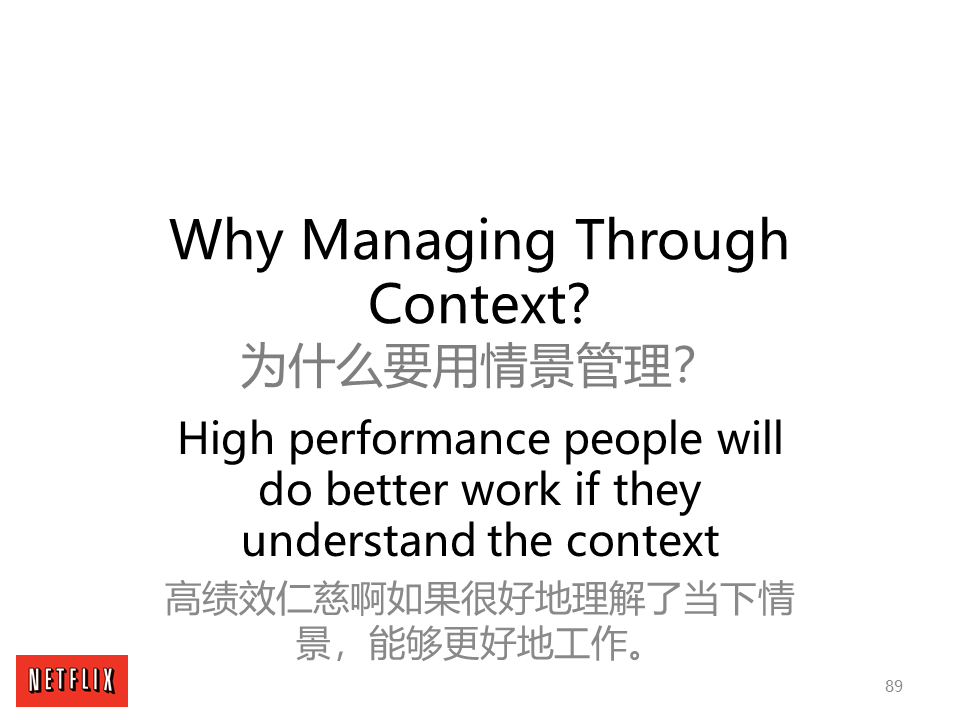 Why Managing Through
Context?
为什么要用情景管理?
High performance people will
do better work if they
understand the context
高绩效仁慈啊如果很好地理解了当下情
景，能够更好地工作。
NETFLIX
89